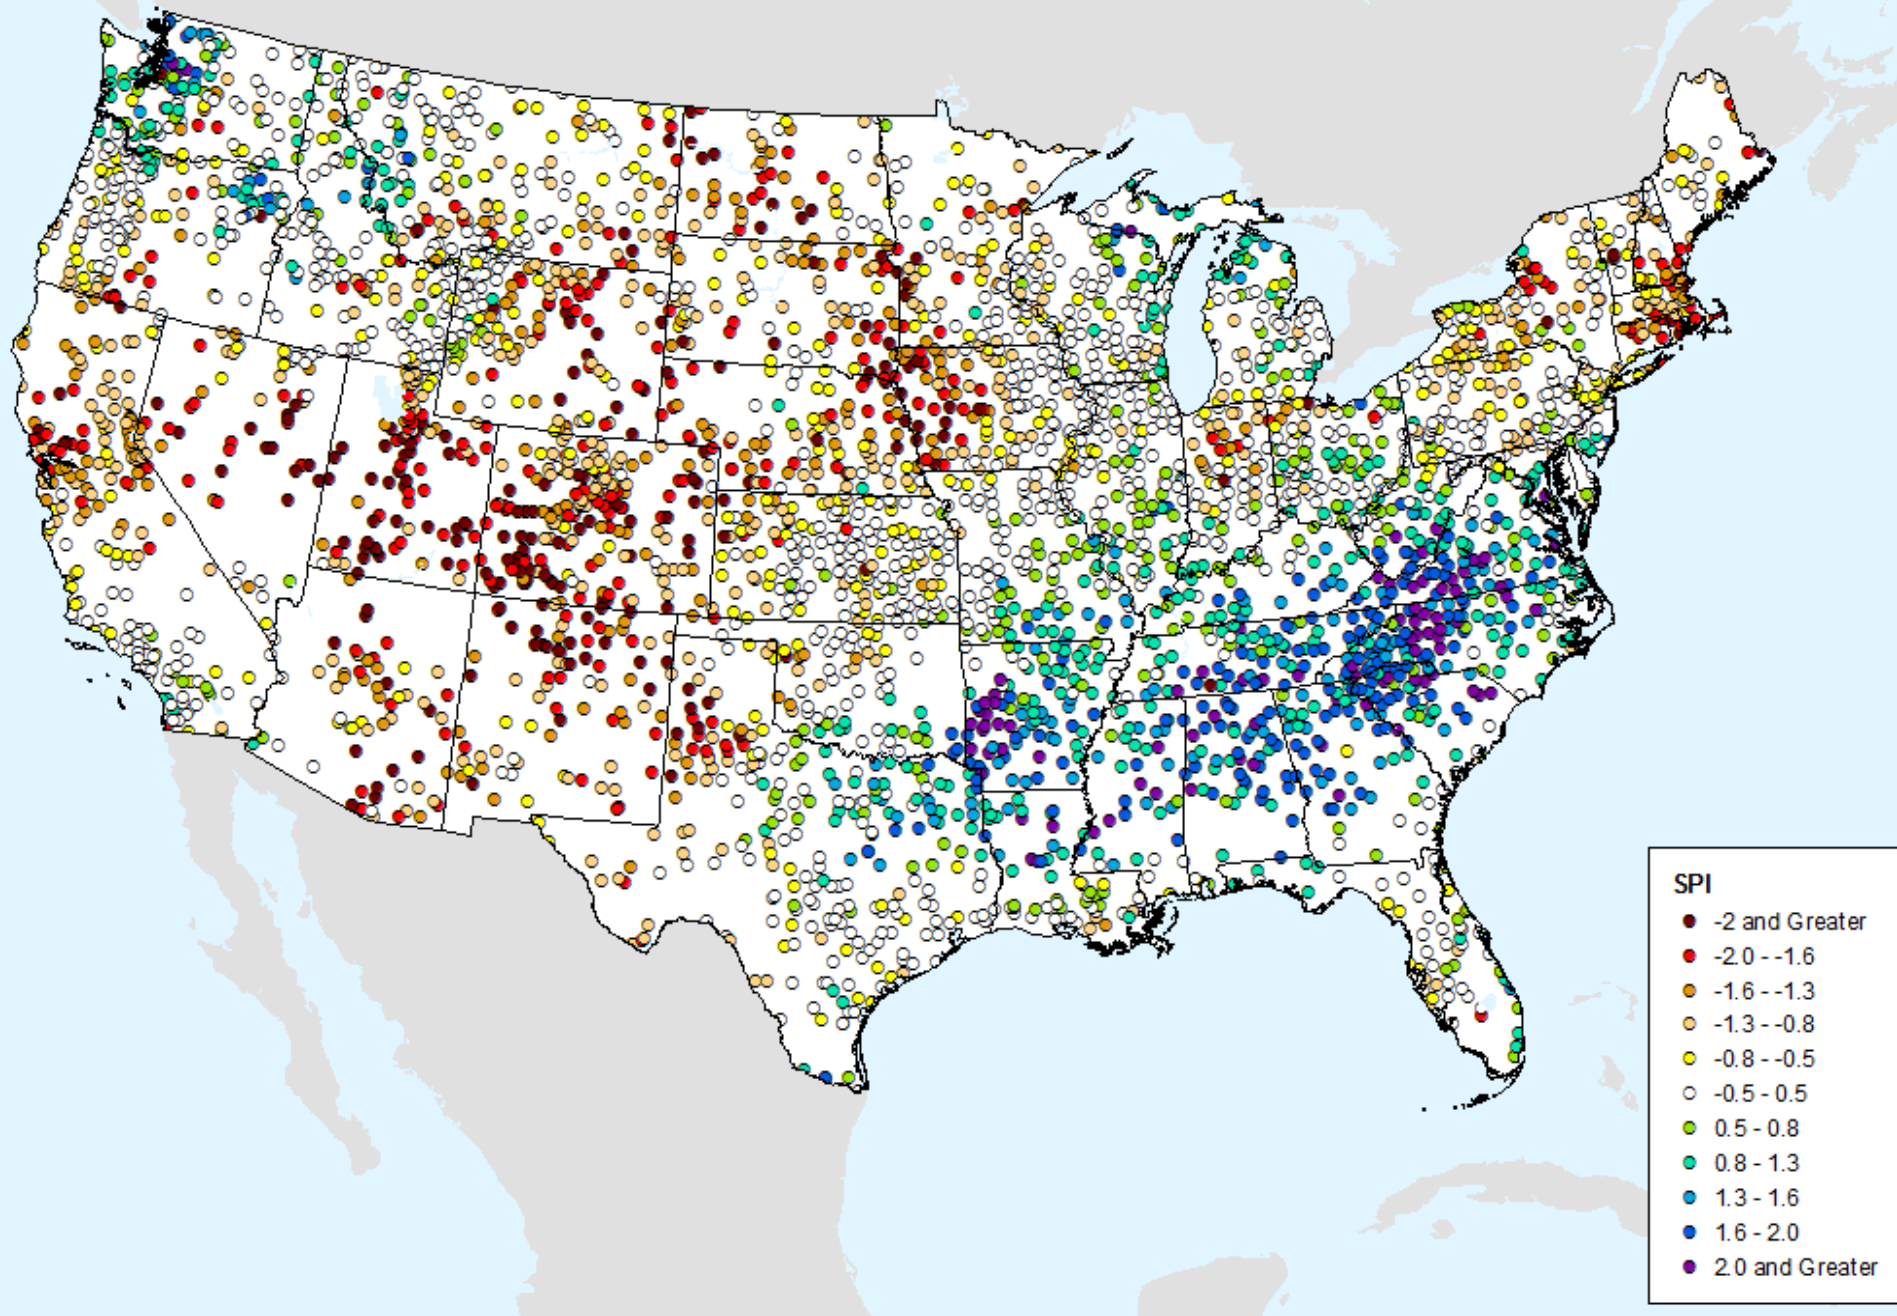 SPI
-2 and Greater
-2.0 - -1.6
-1.6 - -1.3
-1.3 - -0.8
-0.8 - -0.5
-0.5 - 0.5
0.5 - 0.8
0.8 - 1.3
1.3 - 1.6
1.6 - 2.0
2.0 and Greater